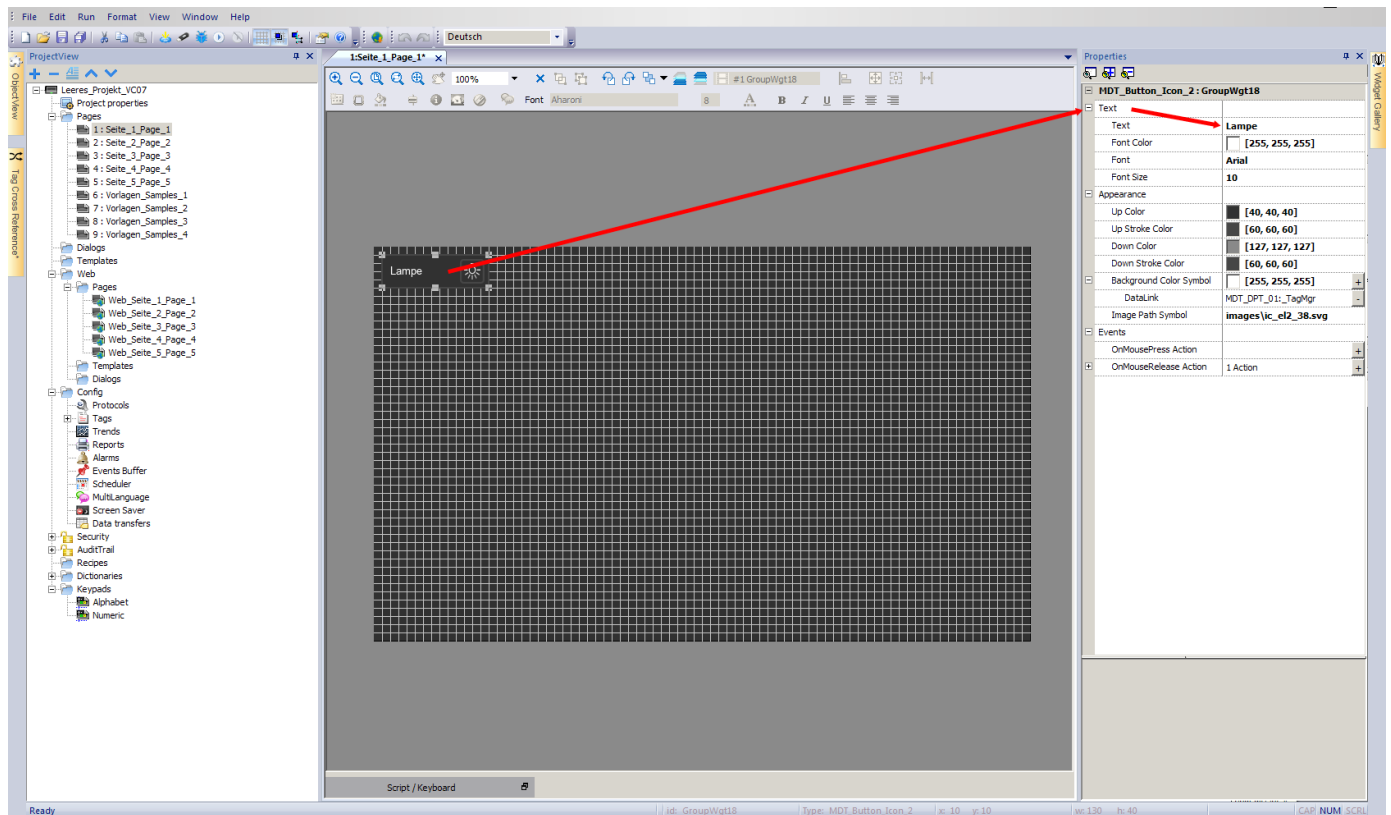 File Edit Run Format View Window Help
Deutsch
ProjectView
1:Seite_1_Page_1*
Properties
ObjectView
Tag Cross Reference*
Widget Gallery
100%
#1 GroupWgt18
Font Aharoni 8 A B I U
Leeres_Projekt_VC07
Project properties
Pages
1 : Seite_1_Page_1
2 : Seite_2_Page_2
3 : Seite_3_Page_3
4 : Seite_4_Page_4
5 : Seite_5_Page_5
6 : Vorlagen_Samples_1
7 : Vorlagen_Samples_2
8 : Vorlagen_Samples_3
9 : Vorlagen_Samples_4
Dialogs
Templates
Web
Pages
Web_Seite_1_Page_1
Web_Seite_2_Page_2
Web_Seite_3_Page_3
Web_Seite_4_Page_4
Web_Seite_5_Page_5
Templates
Dialogs
Config
Protocols
Tags
Trends
Reports
Alarms
Events Buffer
Scheduler
MultiLanguage
Screen Saver
Data transfers
Security
AuditTrail
Recipes
Dictionaries
Keypads
Alphabet
Numeric
Lampe
MDT_Button_Icon_2 : GroupWgt18
Text
Text Lampe
Font Color [255, 255, 255]
Font Arial
Font Size 10
Appearance
Up Color [40, 40, 40]
Up Stroke Color [60, 60, 60]
Down Color [127, 127, 127]
Down Stroke Color [60, 60, 60]
Background Color Symbol [255, 255, 255] +
DataLink MDT_DPT_01:_TagMgr -
Image Path Symbol images\ic_el2_38.svg
Events
OnMousePress Action +
OnMouseRelease Action 1 Action +
Script / Keyboard
Ready id: GroupWgt18 Type: MDT_Button_Icon_2 x: 10 y: 10 w: 130 h: 40 CAP NUM SCRL